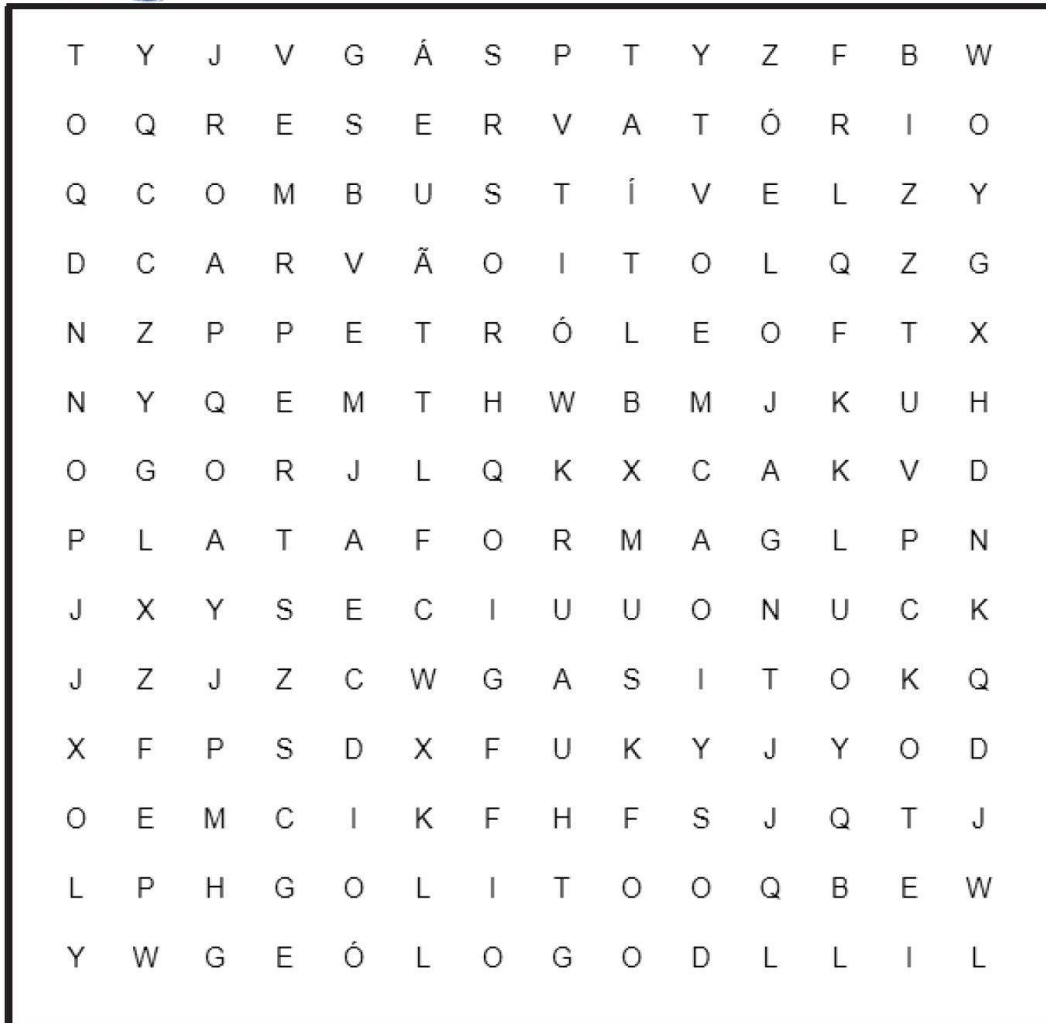 T Y J V G Á S P T Y Z F B W
O Q R E S E R V A T Ó R I O
Q C O M B U S T Í V E L Z Y
D C A R V Ã O I T O L Q Z G
N Z P P E T R Ó L E O F T X
N Y Q E M T H W B M J K U H
O G O R J L Q K X C A K V D
P L A T A F O R M A G L P N
J X Y S E C I U U O N U C K
J Z J Z C W G A S I T O K Q
X F P S D X F U K Y J Y O D
O E M C I K F H F S J Q T J
L P H G O L I T O O Q B E W
Y W G E Ó L O G O D L L I L